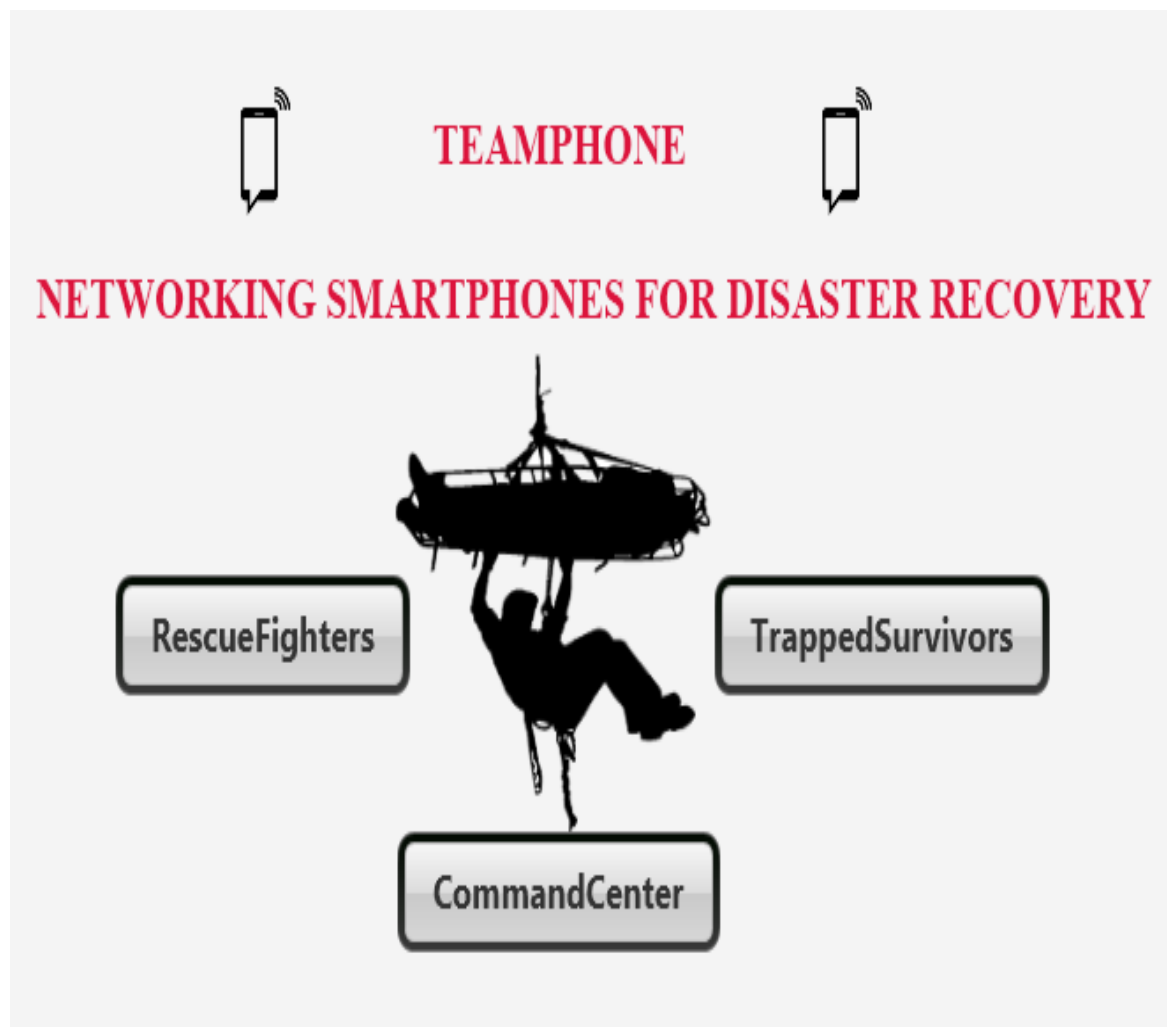 TEAMPHONE
NETWORKING SMARTPHONES FOR DISASTER RECOVERY
RescueFighters
TrappedSurvivors
CommandCenter